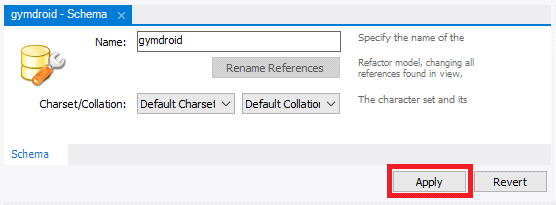 gymdroid - Schema
Name: gymdroid Specify the name of the
Rename References Refactor model, changing all
references found in view,
Charset/Collation: Default Charset Default Collation The character set and its
Schema
Apply Revert